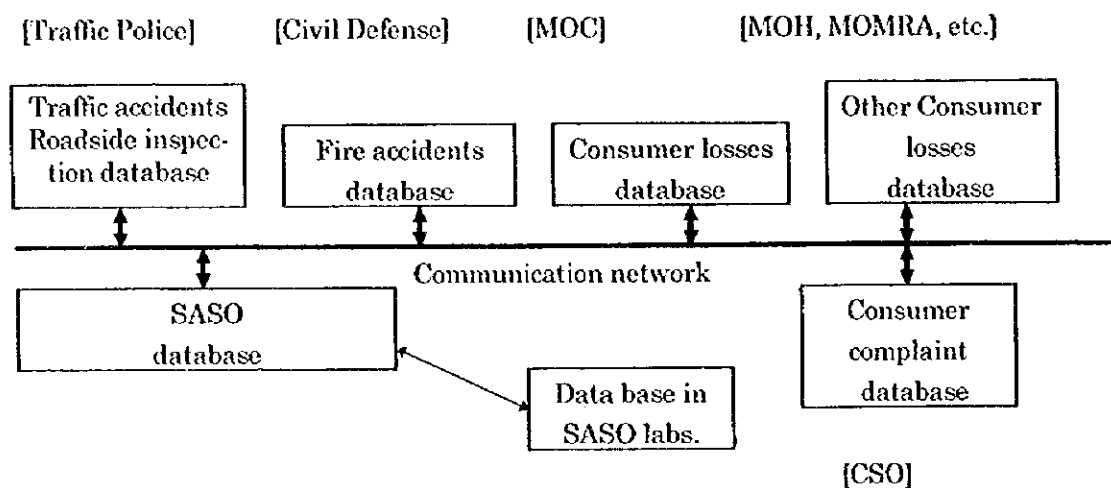 [Traffic Police]
[Civil Defense]
[MOC]
[MOH, MOMRA, etc.]
Traffic accidents
Roadside inspec-
tion database
Fire accidents
database
Consumer losses
database
Other Consumer
losses
database
Communication network
SASO
database
Data base in
SASO labs.
Consumer
complaint
database
[CSO]